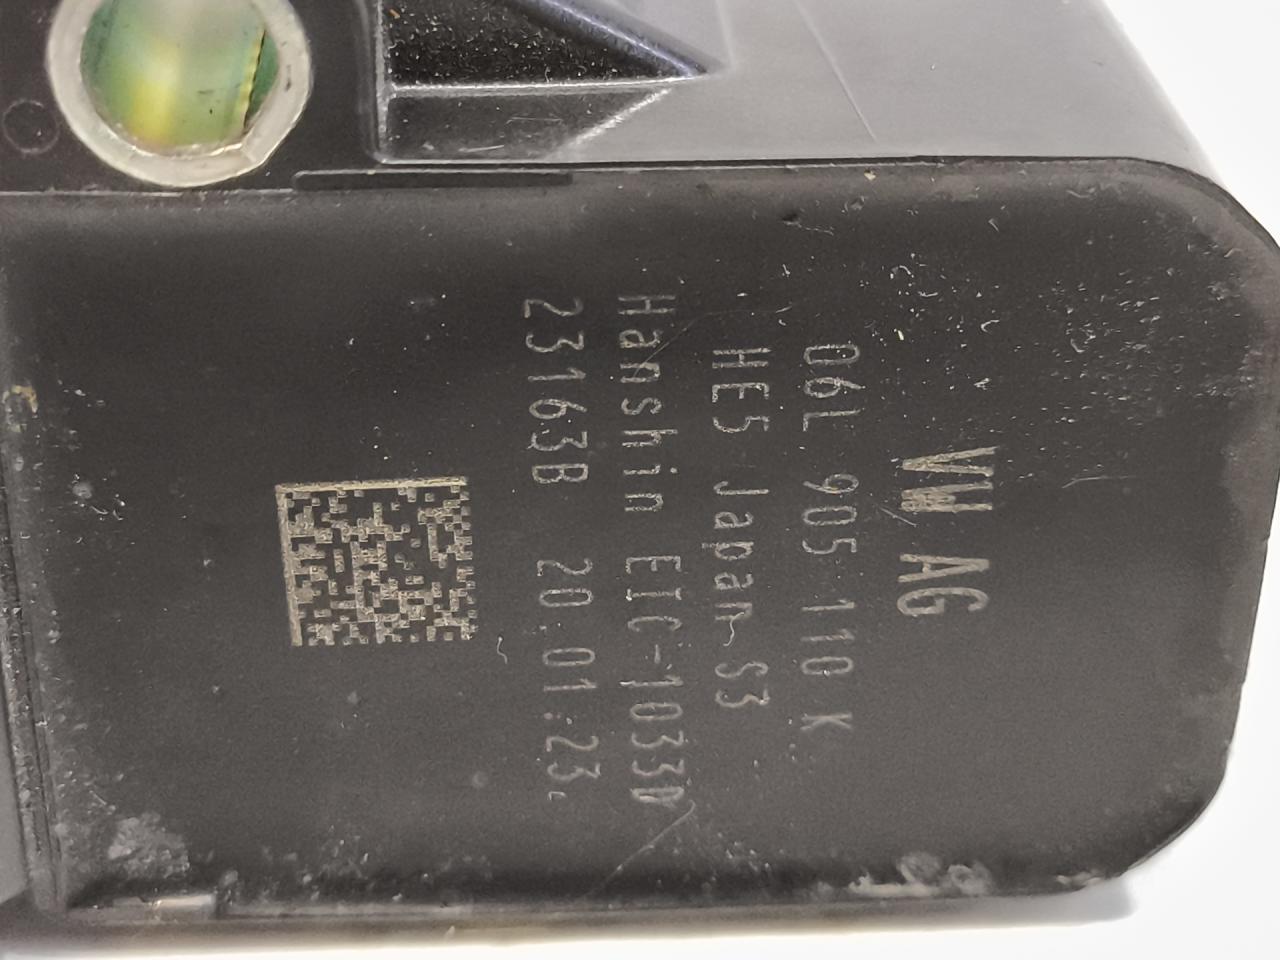 VW AG
06L 905 110 K
HE5 Japan S3
Hanshin EIC-1033D
23163B 20.01.23.